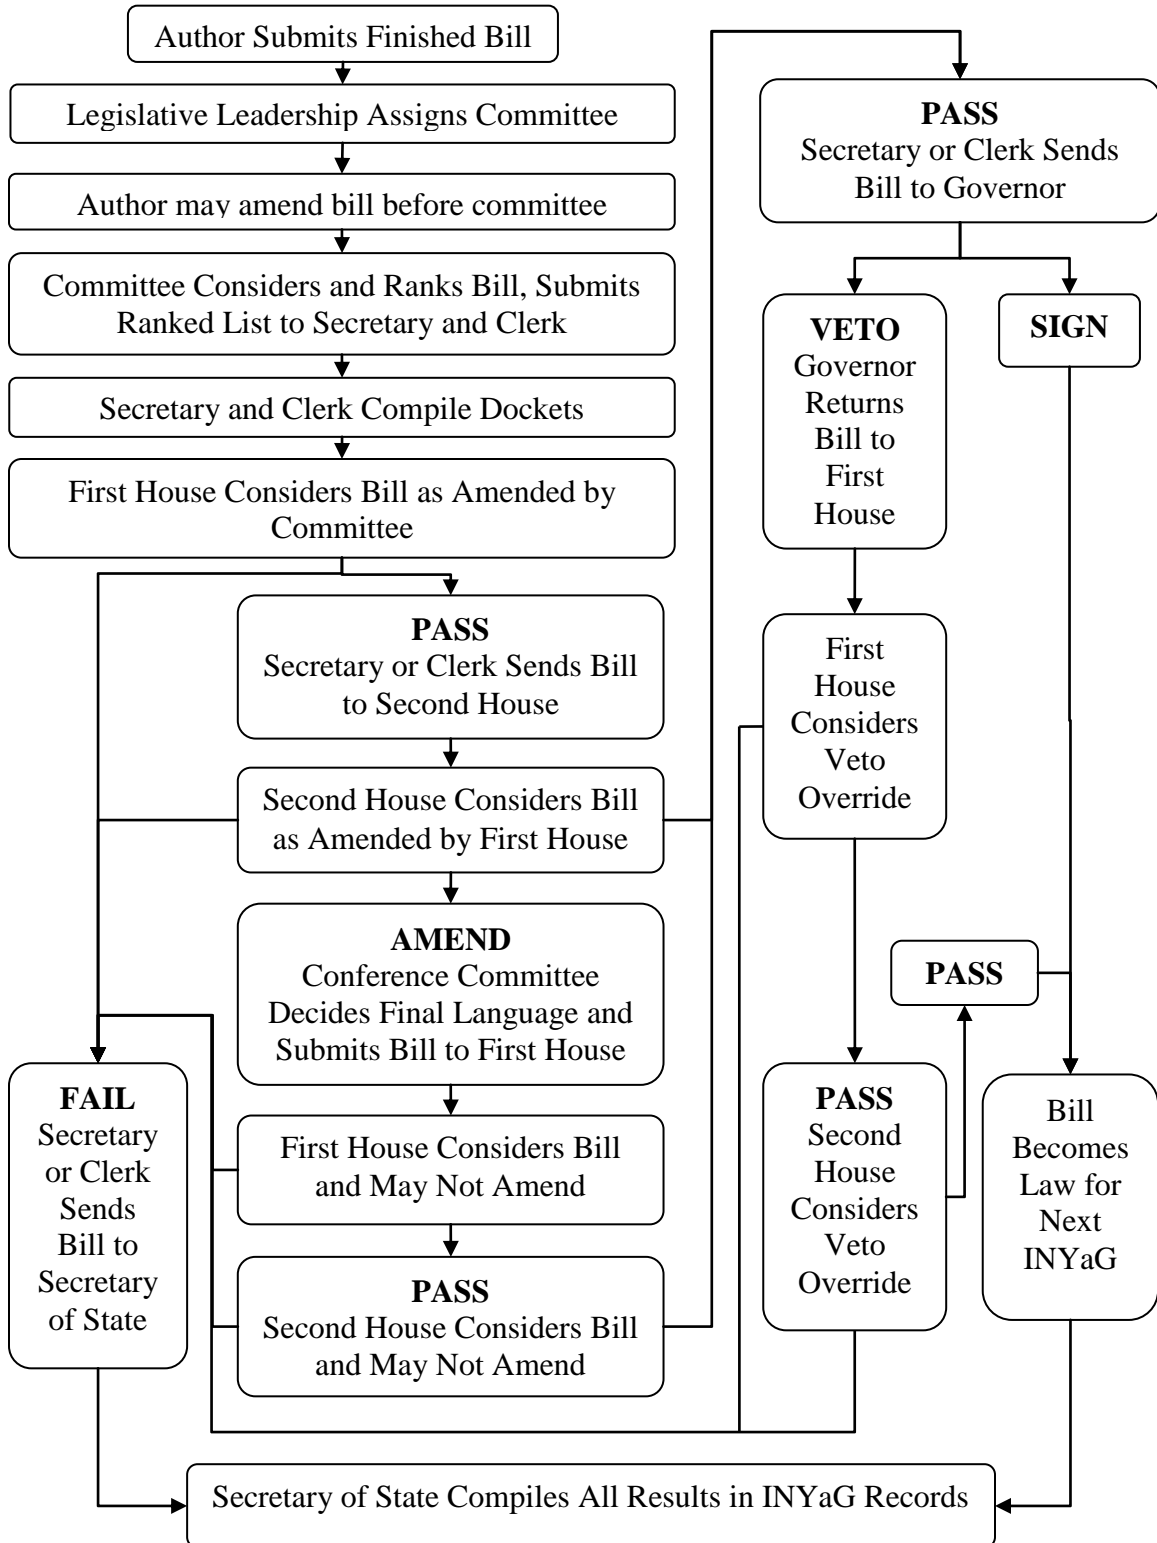 Author Submits Finished Bill
Legislative Leadership Assigns Committee
Author may amend bill before committee
Committee Considers and Ranks Bill, Submits
Ranked List to Secretary and Clerk
Secretary and Clerk Compile Dockets
First House Considers Bill as Amended by
Committee
PASS
Secretary or Clerk Sends Bill
to Second House
Second House Considers Bill
as Amended by First House
AMEND
Conference Committee
Decides Final Language and
Submits Bill to First House
First House Considers Bill
and May Not Amend
PASS
Second House Considers Bill
and May Not Amend
FAIL
Secretary
or Clerk
Sends
Bill to
Secretary
of State
PASS
Secretary or Clerk Sends
Bill to Governor
VETO
Governor
Returns
Bill to
First
House
SIGN
First
House
Considers
Veto
Override
PASS
Second
House
Considers
Veto
Override
PASS
Bill
Becomes
Law for
Next
INYaG
Secretary of State Compiles All Results in INYaG Records